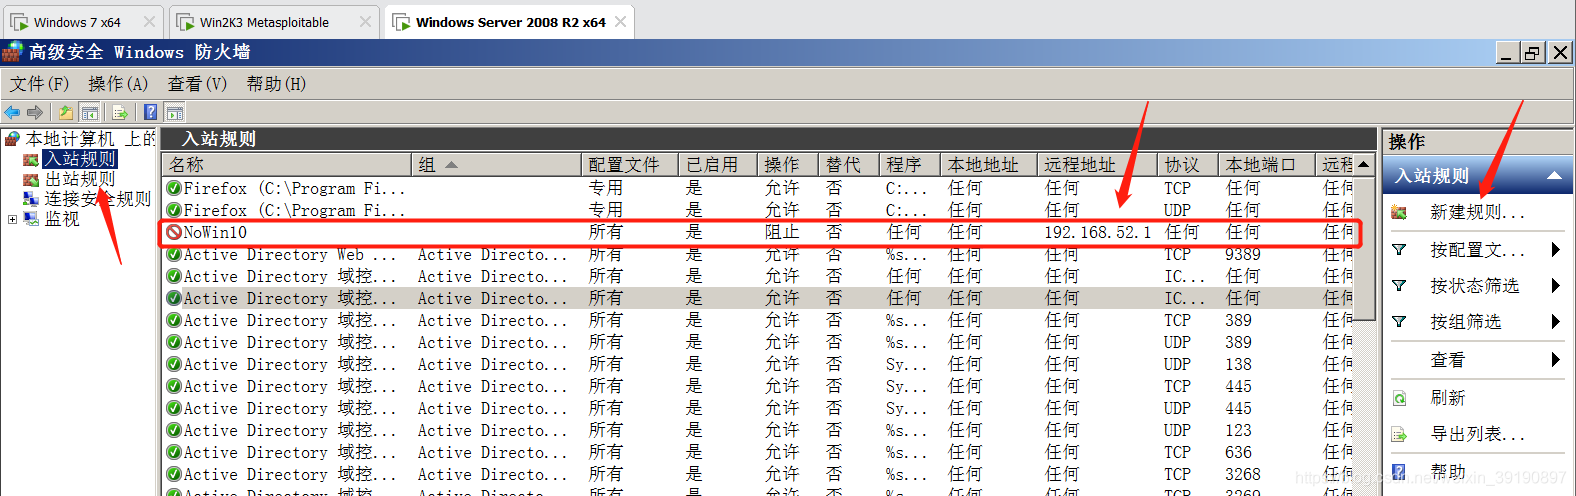 Windows 7 x64 Win2K3 Metasploitable Windows Server 2008 R2 x64
高级安全 Windows 防火墙
文件(F) 操作(A) 查看(V) 帮助(H)
本地计算机 上的
入站规则
出站规则
连接安全规则
监视
入站规则
名称 组 配置文件 已启用 操作 替代 程序 本地地址 远程地址 协议 本地端口 远程
Firefox (C:\Program Fi... 专用 是 允许 否 C:... 任何 任何 TCP 任何 任何
Firefox (C:\Program Fi... 专用 是 允许 否 C:... 任何 任何 UDP 任何 任何
NoWin10 所有 是 阻止 否 任何 任何 192.168.52.1 任何 任何 任何
Active Directory Web ... Active Directo... 所有 是 允许 否 %s... 任何 任何 TCP 9389 任何
Active Directory 域控... Active Directo... 所有 是 允许 否 任何 任何 任何 IC... 任何 任何
Active Directory 域控... Active Directo... 所有 是 允许 否 任何 任何 任何 IC... 任何 任何
Active Directory 域控... Active Directo... 所有 是 允许 否 %s... 任何 任何 TCP 389 任何
Active Directory 域控... Active Directo... 所有 是 允许 否 %s... 任何 任何 UDP 389 任何
Active Directory 域控... Active Directo... 所有 是 允许 否 Sy... 任何 任何 UDP 138 任何
Active Directory 域控... Active Directo... 所有 是 允许 否 Sy... 任何 任何 TCP 445 任何
Active Directory 域控... Active Directo... 所有 是 允许 否 Sy... 任何 任何 UDP 445 任何
Active Directory 域控... Active Directo... 所有 是 允许 否 %s... 任何 任何 UDP 123 任何
Active Directory 域控... Active Directo... 所有 是 允许 否 %s... 任何 任何 TCP 636 任何
Active Directory 域控... Active Directo... 所有 是 允许 否 %s... 任何 任何 TCP 3268 任何
Active Directory 域控... Active Directo... 所有 是 允许 否 %s... 任何 任何 TCP 3269 任何
操作
入站规则
新建规则...
按配置文...
按状态筛选
按组筛选
查看
刷新
导出列表...
帮助